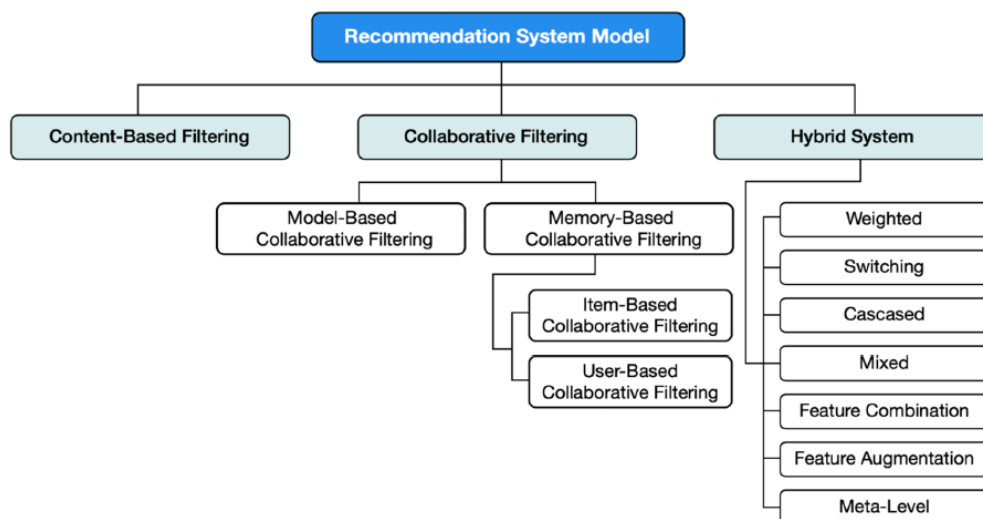 Recommendation System Model
Content-Based Filtering
Collaborative Filtering
Hybrid System
Model-Based
Collaborative Filtering
Memory-Based
Collaborative Filtering
Item-Based
Collaborative Filtering
User-Based
Collaborative Filtering
Weighted
Switching
Cascased
Mixed
Feature Combination
Feature Augmentation
Meta-Level